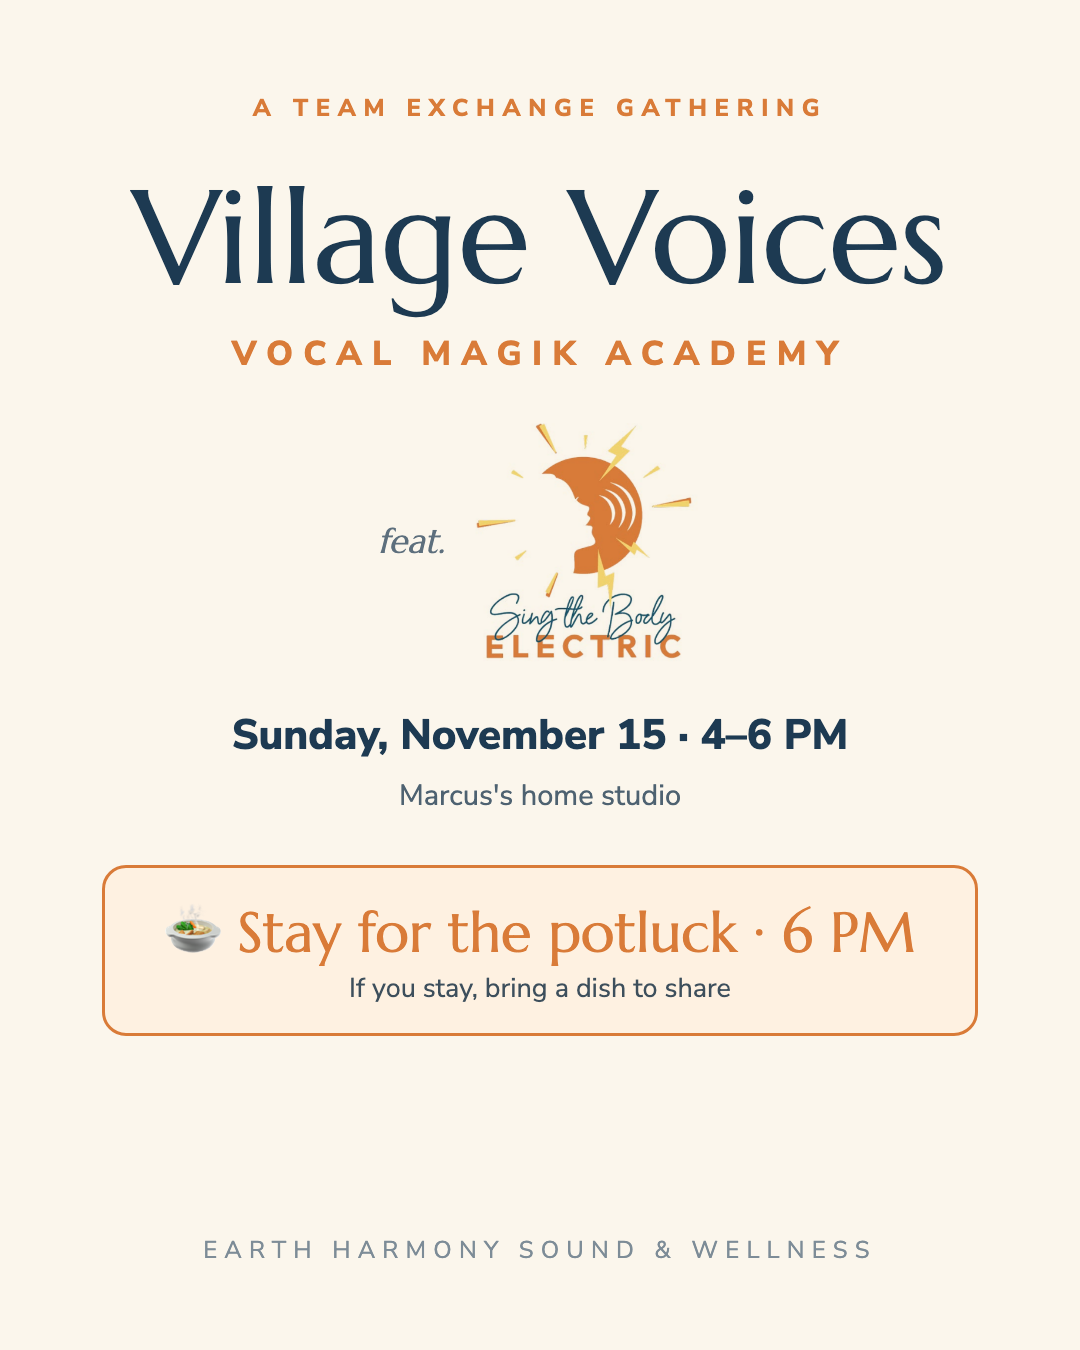 A TEAM EXCHANGE GATHERING
Village Voices
VOCAL MAGIK ACADEMY
feat.
Sing the Body
ELECTRIC
Sunday, November 15 · 4–6 PM
Marcus's home studio
Stay for the potluck · 6 PM
If you stay, bring a dish to share
EARTH HARMONY SOUND & WELLNESS